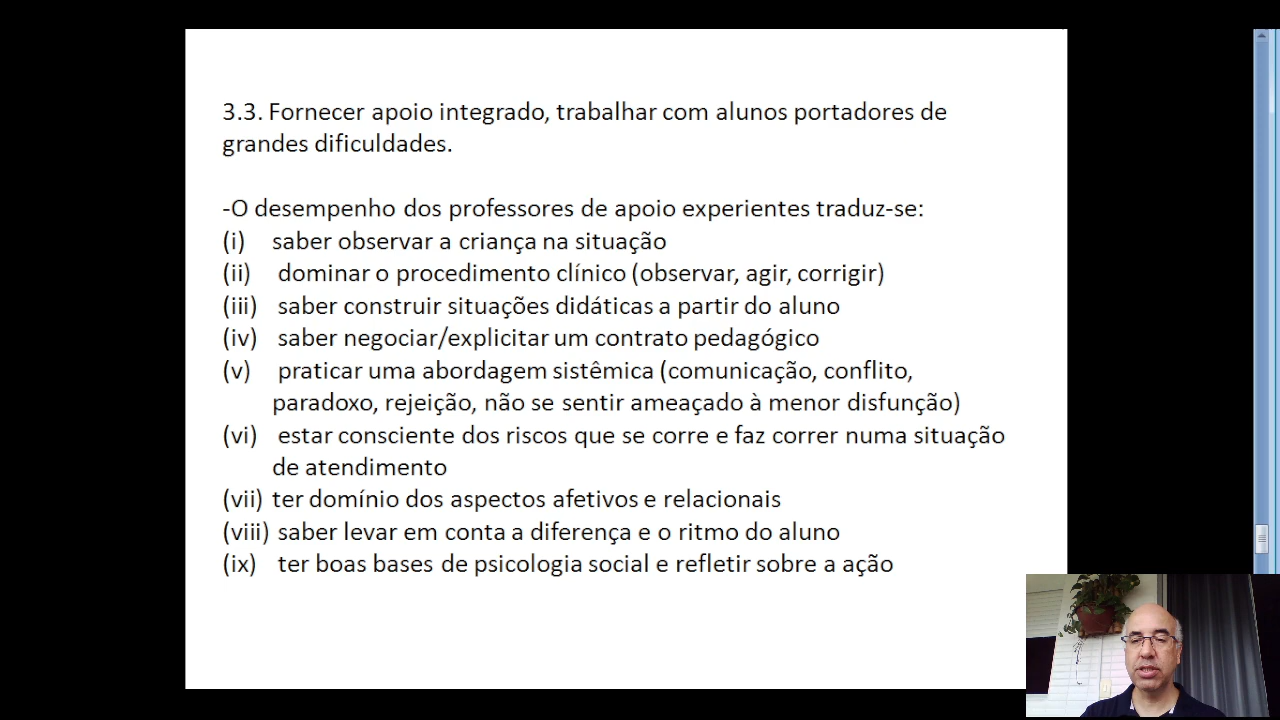 3.3. Fornecer apoio integrado, trabalhar com alunos portadores de
grandes dificuldades.
-O desempenho dos professores de apoio experientes traduz-se:
(i) saber observar a criança na situação
(ii) dominar o procedimento clínico (observar, agir, corrigir)
(iii) saber construir situações didáticas a partir do aluno
(iv) saber negociar/explicitar um contrato pedagógico
(v) praticar uma abordagem sistêmica (comunicação, conflito,
paradoxo, rejeição, não se sentir ameaçado à menor disfunção)
(vi) estar consciente dos riscos que se corre e faz correr numa situação
de atendimento
(vii) ter domínio dos aspectos afetivos e relacionais
(viii) saber levar em conta a diferença e o ritmo do aluno
(ix) ter boas bases de psicologia social e refletir sobre a ação